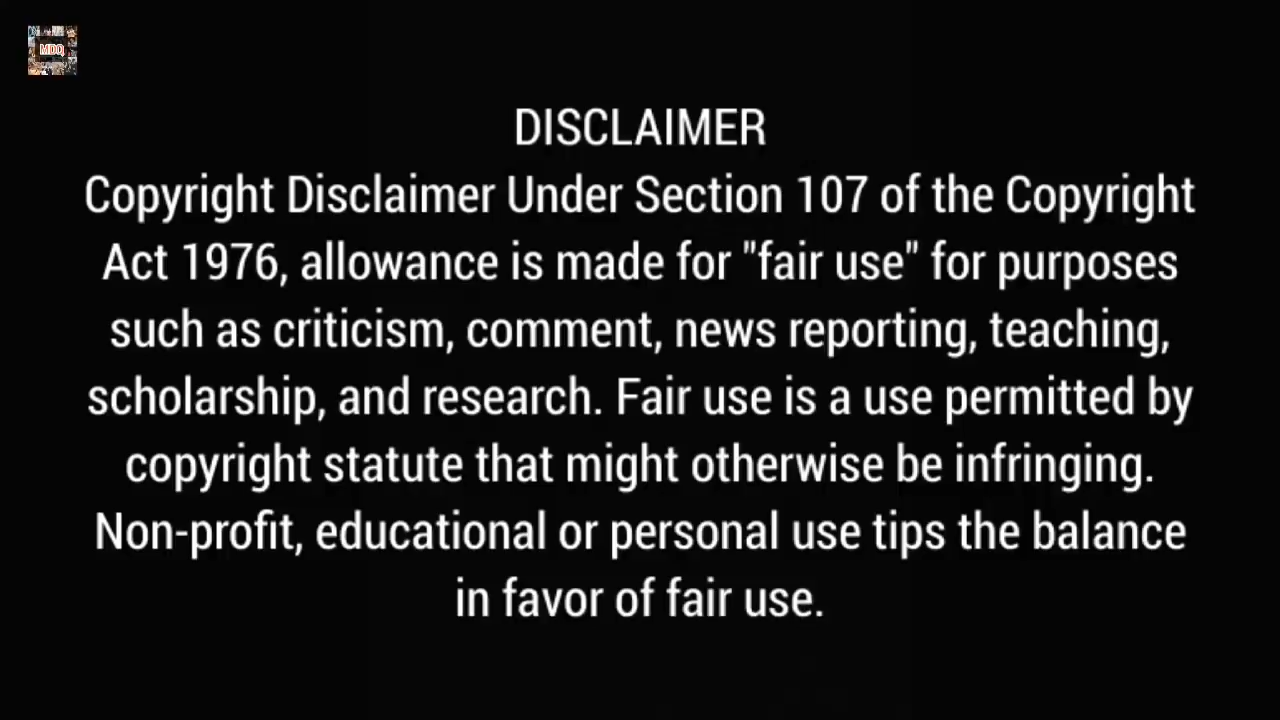 MDQ
DISCLAIMER
Copyright Disclaimer Under Section 107 of the Copyright
Act 1976, allowance is made for "fair use" for purposes
such as criticism, comment, news reporting, teaching,
scholarship, and research. Fair use is a use permitted by
copyright statute that might otherwise be infringing.
Non-profit, educational or personal use tips the balance
in favor of fair use.